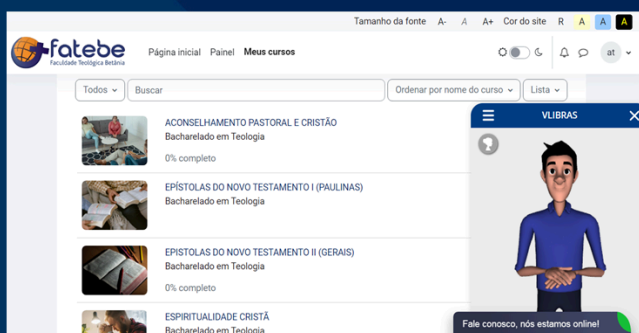 Tamanho da fonte A- A A+ Cor do site R A A A
fatebe
Faculdade Teológica Betânia
Página inicial Painel Meus cursos
at
Todos Buscar Ordenar por nome do curso Lista
ACONSELHAMENTO PASTORAL E CRISTÃO
Bacharelado em Teologia
0% completo
VLIBRAS
EPÍSTOLAS DO NOVO TESTAMENTO I (PAULINAS)
Bacharelado em Teologia
EPISTOLAS DO NOVO TESTAMENTO II (GERAIS)
Bacharelado em Teologia
0% completo
ESPIRITUALIDADE CRISTÃ
Bacharelado em Teologia
Fale conosco, nós estamos online!